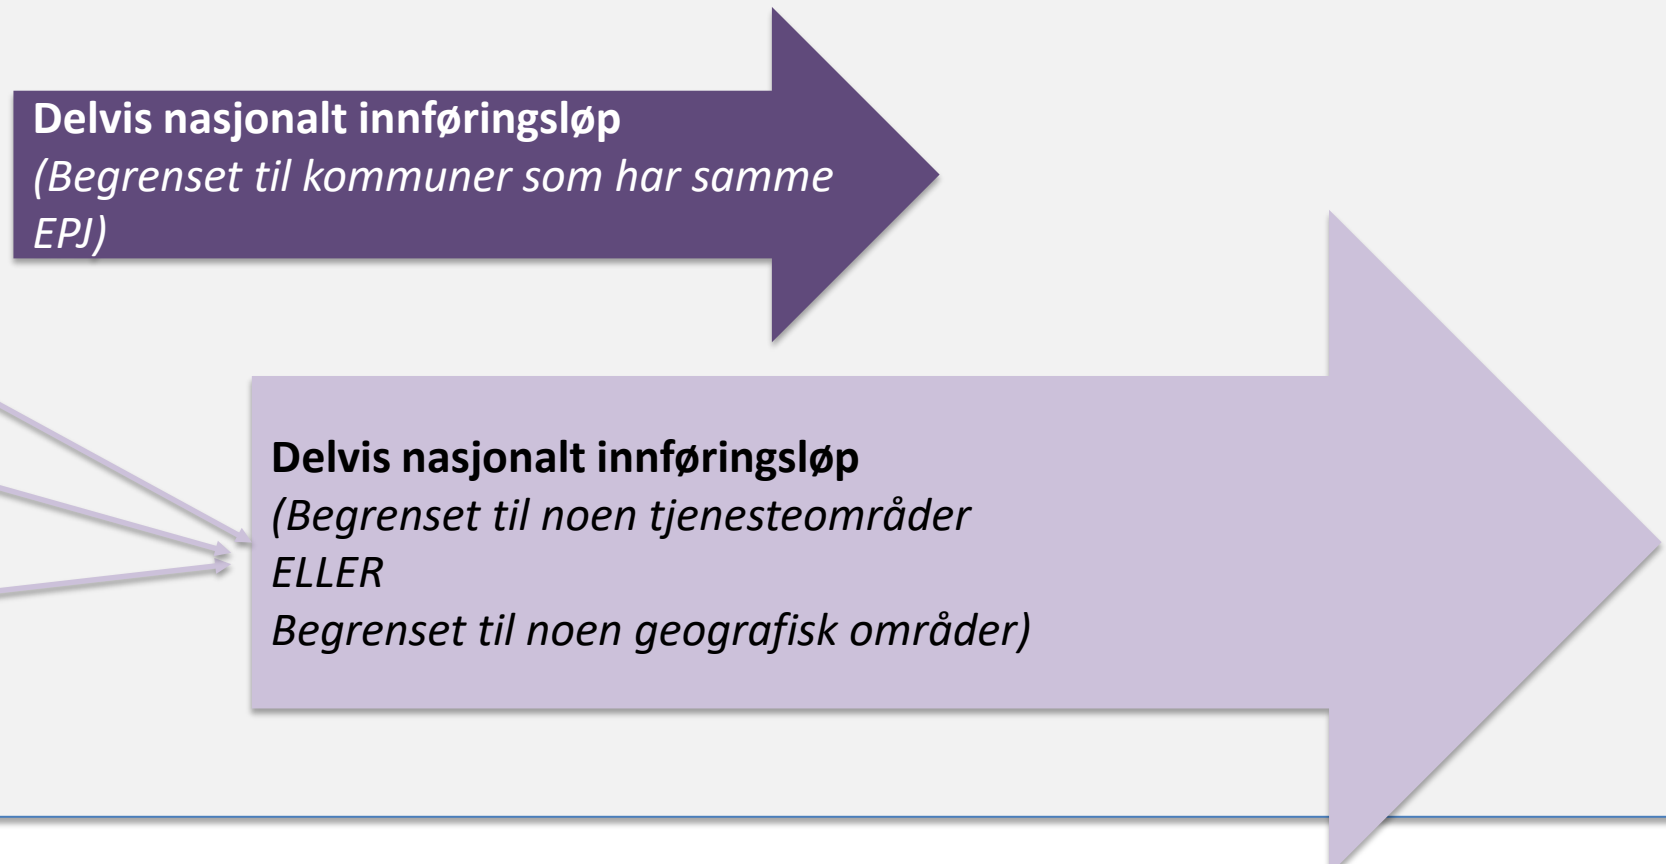 Delvis nasjonalt innføringsløp
(Begrenset til kommuner som har samme
EPJ)
Delvis nasjonalt innføringsløp
(Begrenset til noen tjenesteområder
ELLER
Begrenset til noen geografisk områder)